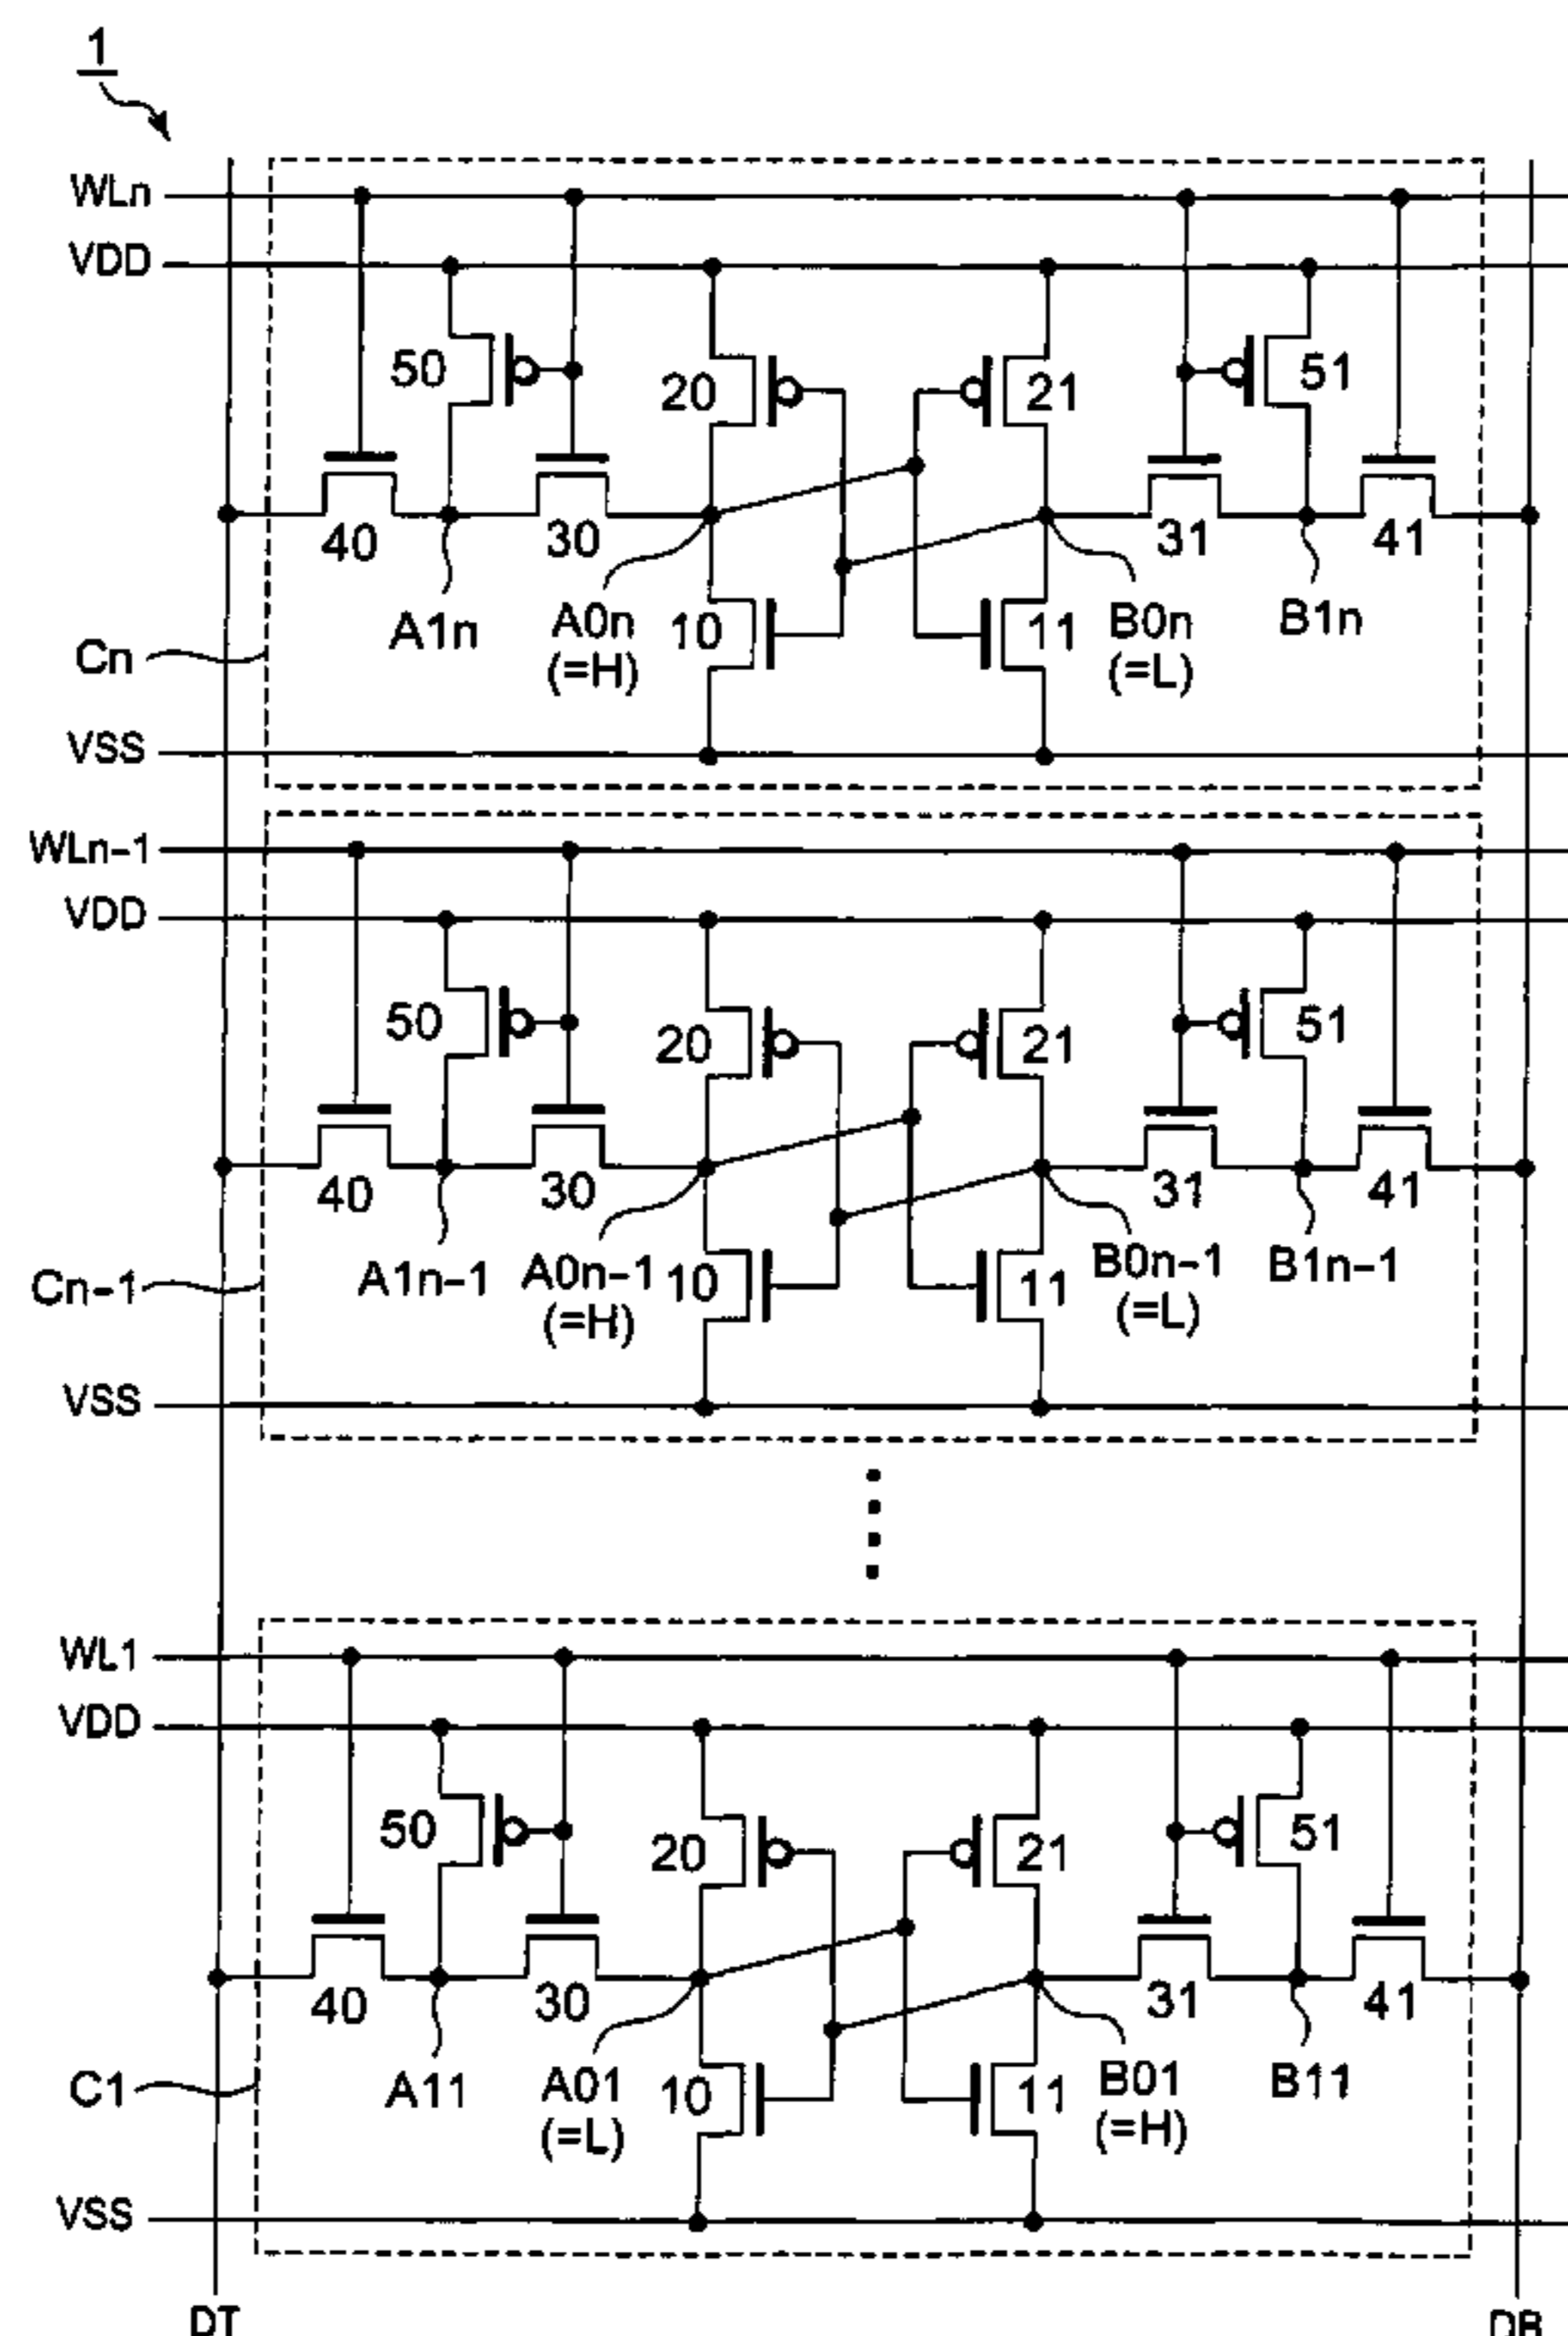 1
WLn
VDD
50
20
21
51
40
30
31
41
A1n
A0n
(=H)
10
11
B0n
(=L)
B1n
Cn
VSS
WLn-1
VDD
50
20
21
51
40
30
31
41
A1n-1
A0n-1
(=H)
10
11
B0n-1
(=L)
B1n-1
Cn-1
VSS
WL1
VDD
50
20
21
51
40
30
31
41
A11
A01
(=L)
10
11
B01
(=H)
B11
C1
VSS
DT
DB